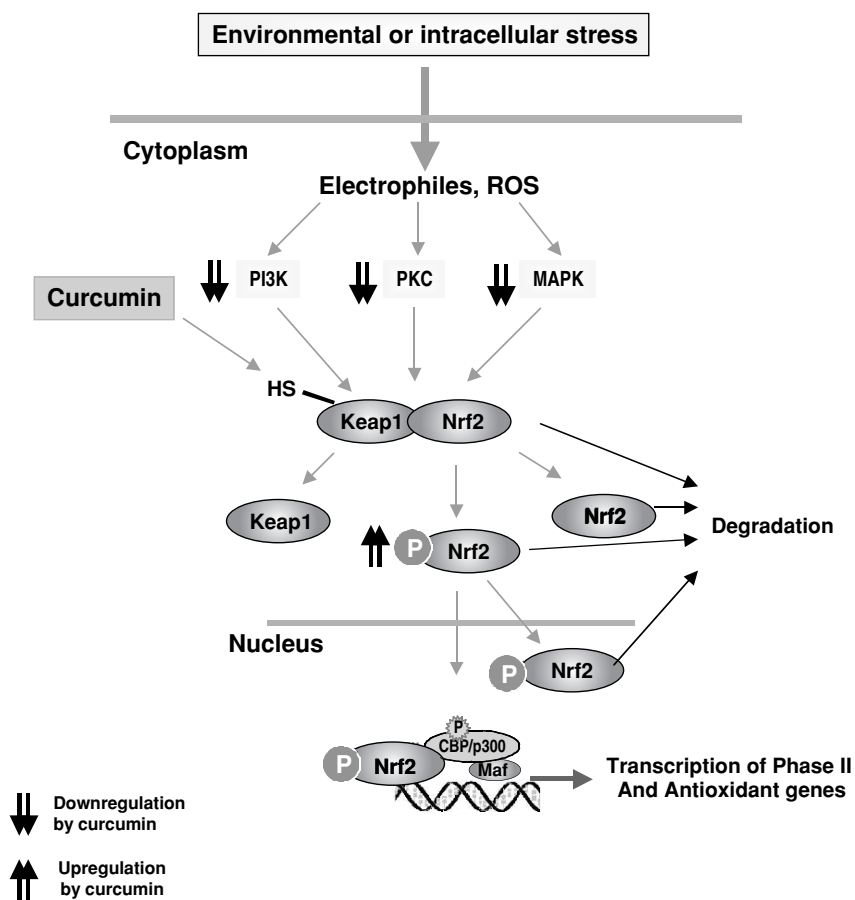 Environmental or intracellular stress
Cytoplasm
Electrophiles, ROS
PI3K
PKC
MAPK
Curcumin
HS
Keap1
Nrf2
Keap1
Nrf2
Degradation
P
Nrf2
Nucleus
P
Nrf2
P
CBP/p300
P
Nrf2
Maf
Transcription of Phase II
And Antioxidant genes
Downregulation
by curcumin
Upregulation
by curcumin